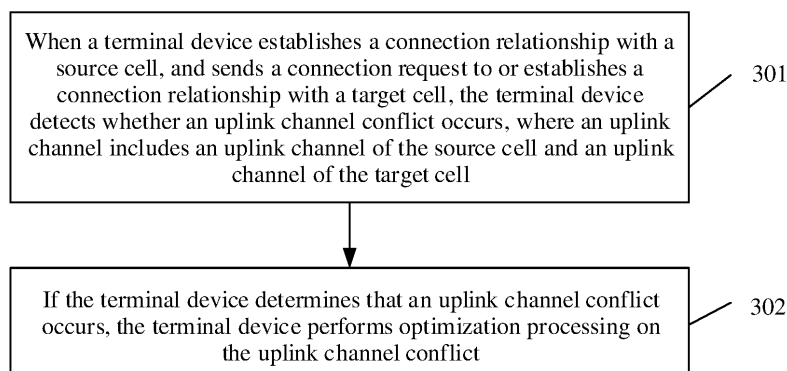 When a terminal device establishes a connection relationship with a
source cell, and sends a connection request to or establishes a
connection relationship with a target cell, the terminal device
detects whether an uplink channel conflict occurs, where an uplink
channel includes an uplink channel of the source cell and an uplink
channel of the target cell
301
If the terminal device determines that an uplink channel conflict
occurs, the terminal device performs optimization processing on
the uplink channel conflict
302